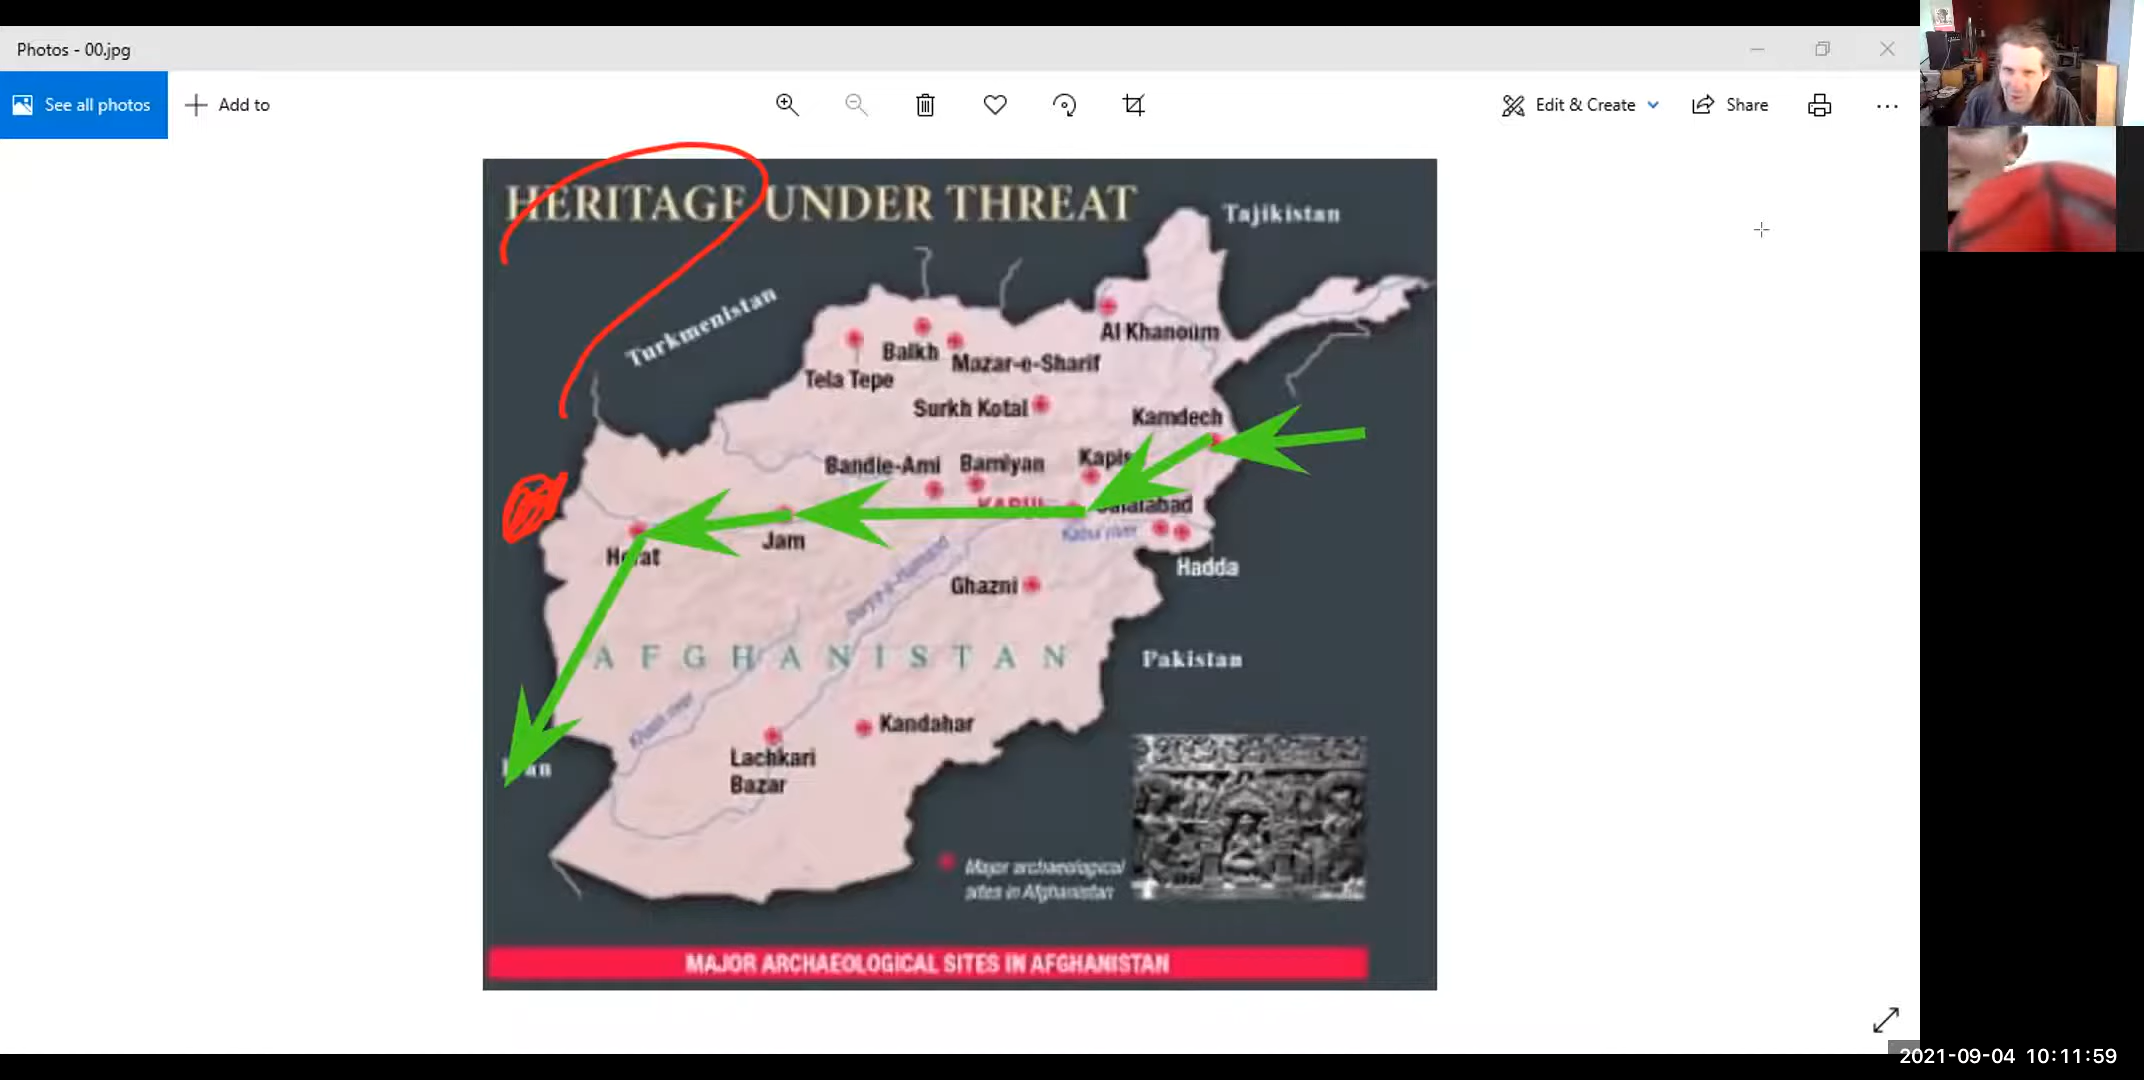 Photos - 00.jpg
See all photos
Add to
Edit & Create
Share
HERITAGE UNDER THREAT
Tajikistan
Turkmenistan
Al Khanoum
Balkh
Mazar-e-Sharif
Tela Tepe
Surkh Kotal
Kamdech
Bandie-Ami
Bamiyan
Jam
Hadda
Ghazni
AFGHANISTAN
Pakistan
Kandahar
Lachkari
Bazar
Major archaeological
sites in Afghanistan
MAJOR ARCHAEOLOGICAL SITES IN AFGHANISTAN
2021-09-04 10:11:59